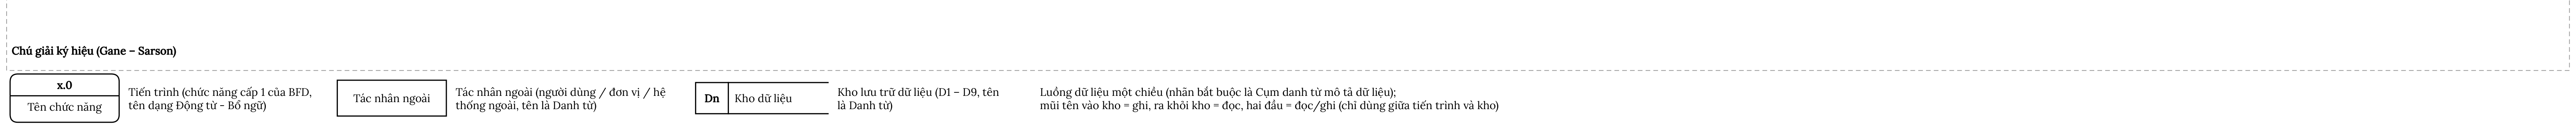 Chú giải ký hiệu (Gane – Sarson)
x.0
Tên chức năng
Tiến trình (chức năng cấp 1 của BFD,
tên dạng Động từ - Bổ ngữ)
Tác nhân ngoài
Tác nhân ngoài (người dùng / đơn vị / hệ
thống ngoài, tên là Danh từ)
Dn
Kho dữ liệu
Kho lưu trữ dữ liệu (D1 – D9, tên
là Danh từ)
Luồng dữ liệu một chiều (nhãn bắt buộc là Cụm danh từ mô tả dữ liệu);
mũi tên vào kho = ghi, ra khỏi kho = đọc, hai đầu = đọc/ghi (chỉ dùng giữa tiến trình và kho)